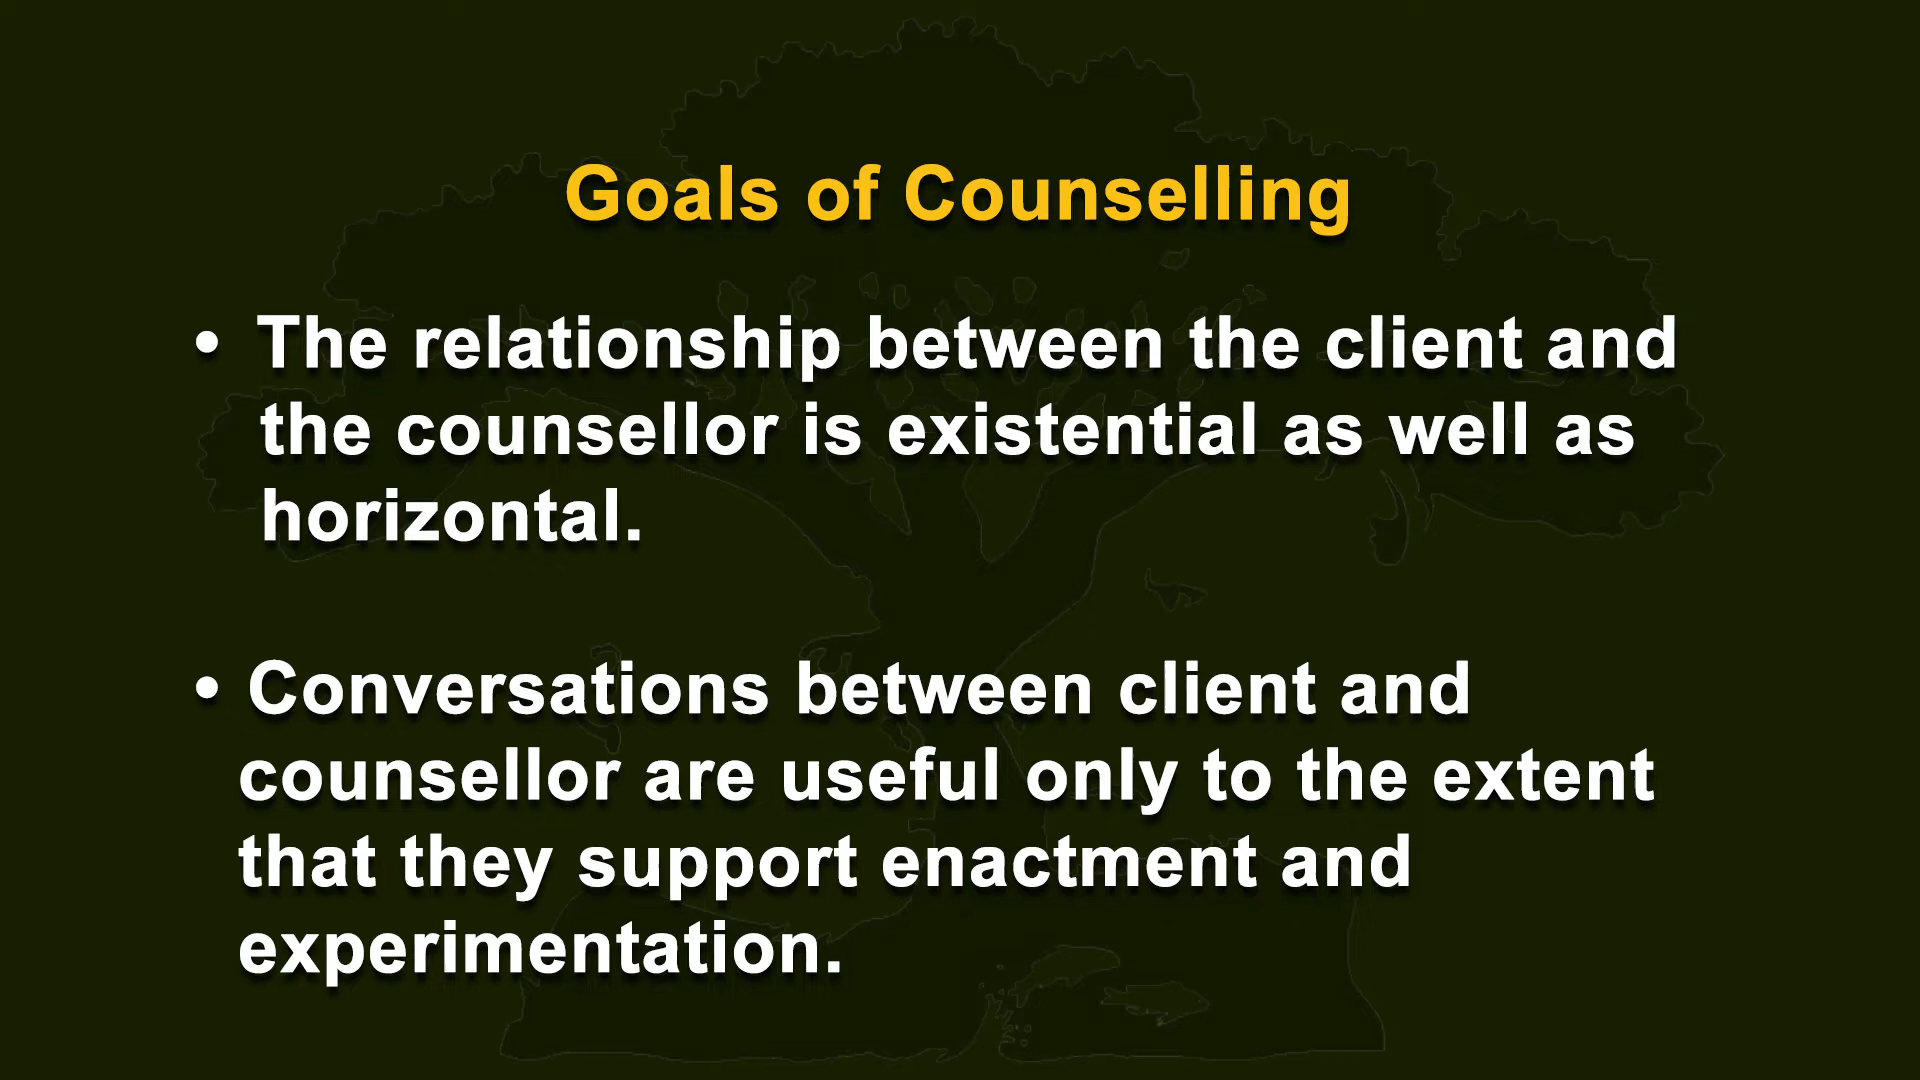 Goals of Counselling
• The relationship between the client and
the counsellor is existential as well as
horizontal.
• Conversations between client and
counsellor are useful only to the extent
that they support enactment and
experimentation.